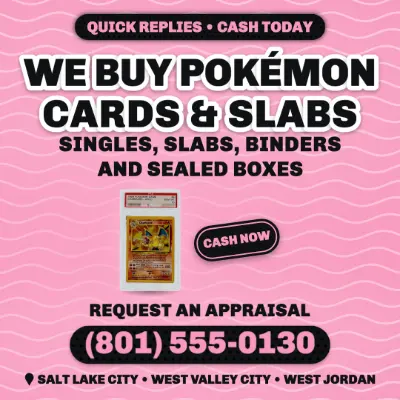 QUICK REPLIES • CASH TODAY
WE BUY POKÉMON
CARDS & SLABS
SINGLES, SLABS, BINDERS
AND SEALED BOXES
CASH NOW
REQUEST AN APPRAISAL
(801) 555-0130
SALT LAKE CITY • WEST VALLEY CITY • WEST JORDAN